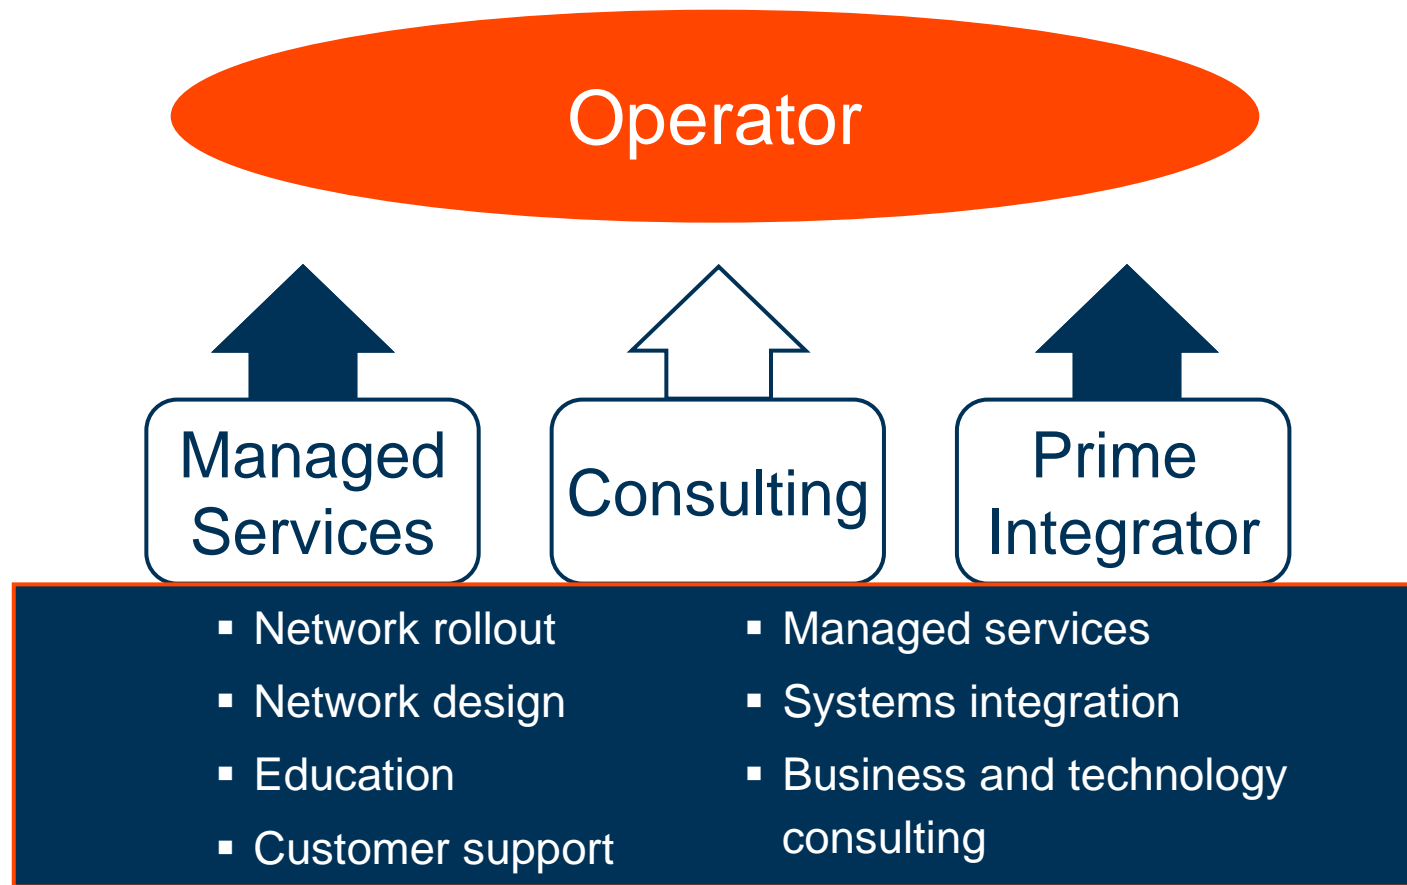 Operator
Managed
Services
Consulting
Prime
Integrator
▪ Network rollout
▪ Network design
▪ Education
▪ Customer support
▪ Managed services
▪ Systems integration
▪ Business and technology
consulting